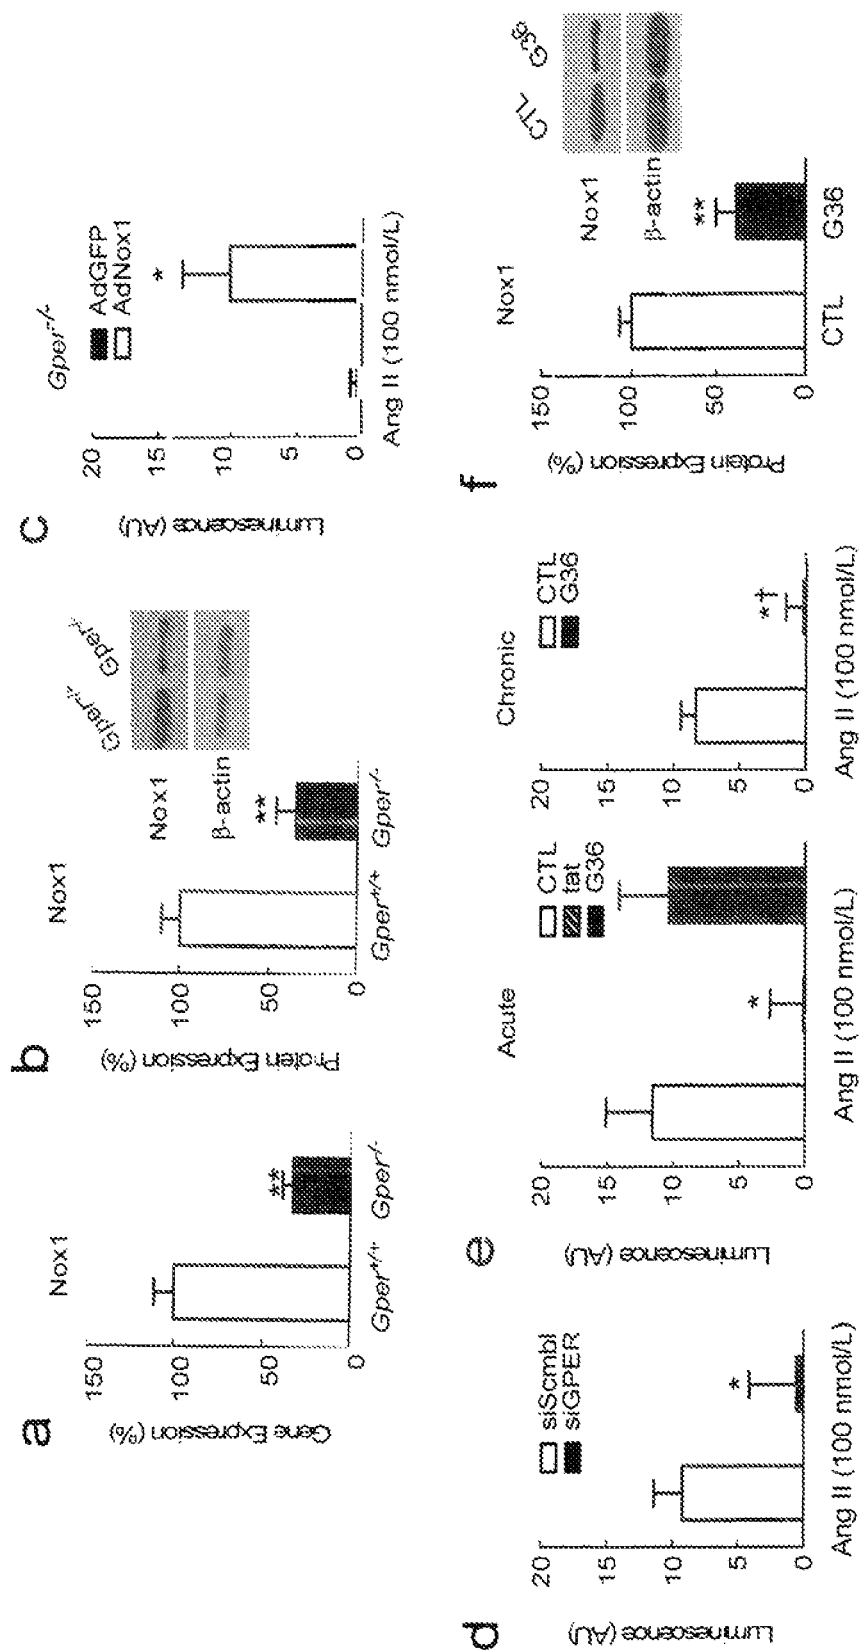 a
Nox1
150
100
50
0
Gene Expression (%)
**
Gper+/+
Gper-/-
b
Nox1
150
100
50
0
Protein Expression (%)
**
Gper+/+
Gper-/-
Nox1
β-actin
c
Gper-/-
AdGFP
AdNox1
20
15
10
5
0
Luminescence (AU)
*
Ang II (100 nmol/L)
d
siScmbl
siGPER
20
15
10
5
0
Luminescence (AU)
*
Ang II (100 nmol/L)
e
Acute
CTL
tat
G36
20
15
10
5
0
Luminescence (AU)
*
Ang II (100 nmol/L)
Chronic
CTL
G36
20
15
10
5
0
*†
Ang II (100 nmol/L)
f
Nox1
150
100
50
0
Protein Expression (%)
**
CTL
G36
CTL G36
Nox1
β-actin